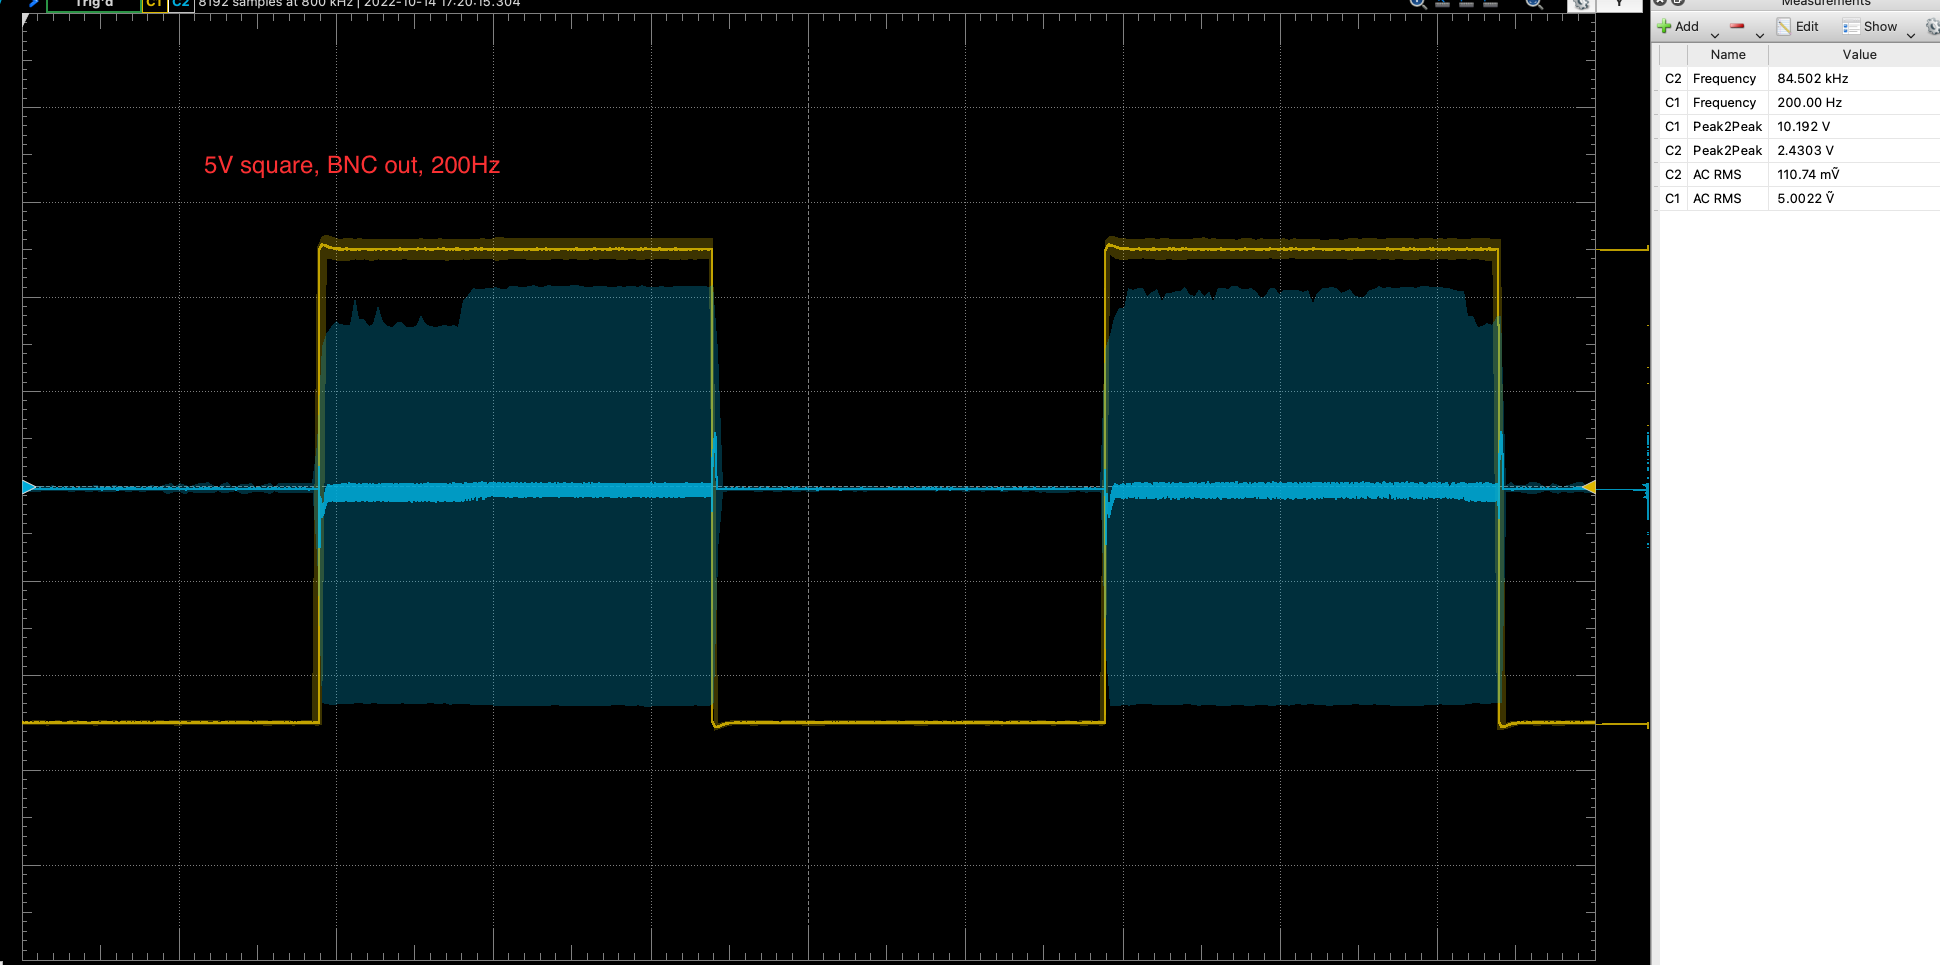 Trig'd C1 C2 8192 samples at 800 kHz | 2022-10-14 17:20:15.304
Y
Measurements
Add Edit Show
Name Value
C2 Frequency 84.502 kHz
C1 Frequency 200.00 Hz
C1 Peak2Peak 10.192 V
C2 Peak2Peak 2.4303 V
C2 AC RMS 110.74 mṼ
C1 AC RMS 5.0022 Ṽ
5V square, BNC out, 200Hz